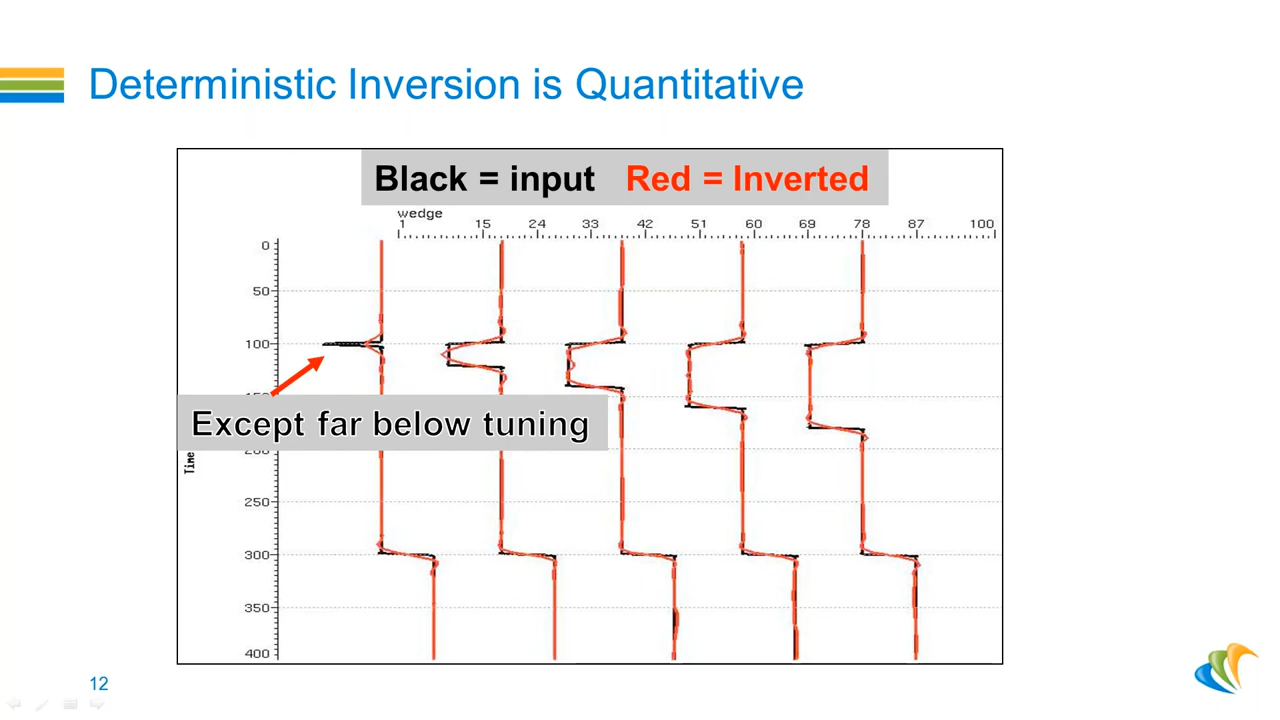 Deterministic Inversion is Quantitative
Black = input Red = Inverted
wedge
1 15 24 33 42 51 60 69 78 87 100
0
50
100
Except far below tuning
Time
250
300
350
400
12